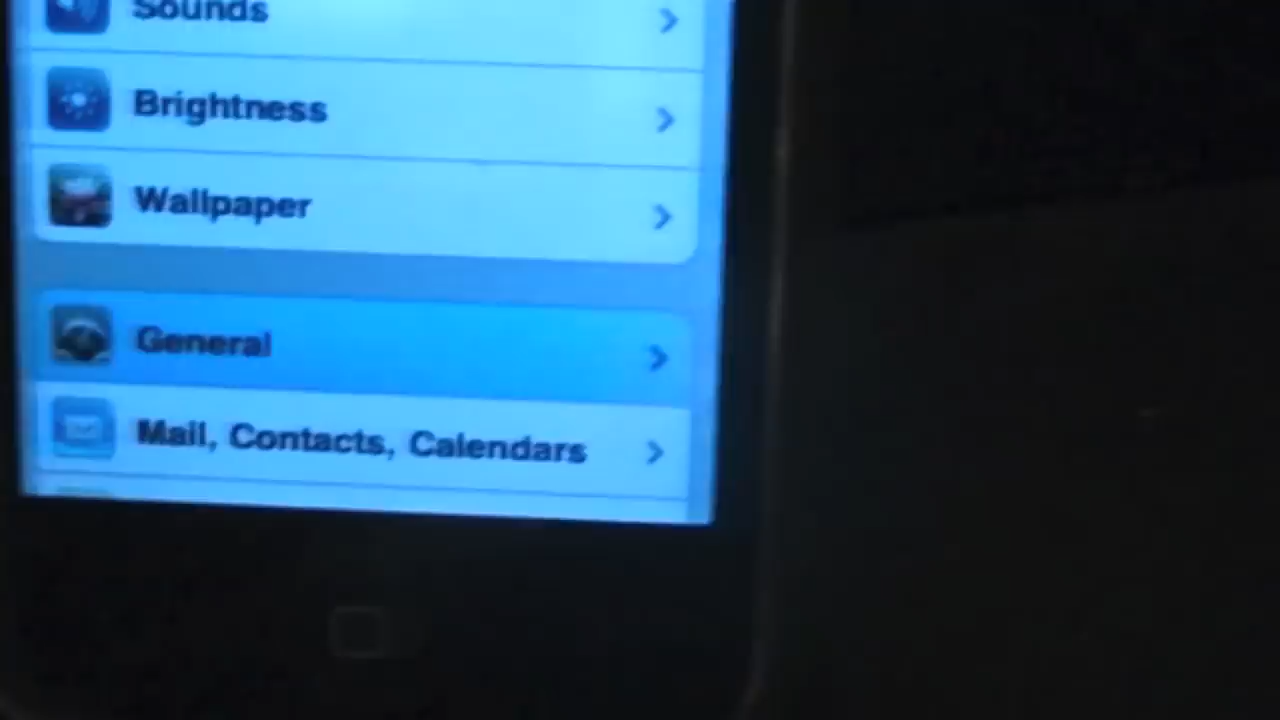 Sounds
Brightness
Wallpaper
General
Mail, Contacts, Calendars